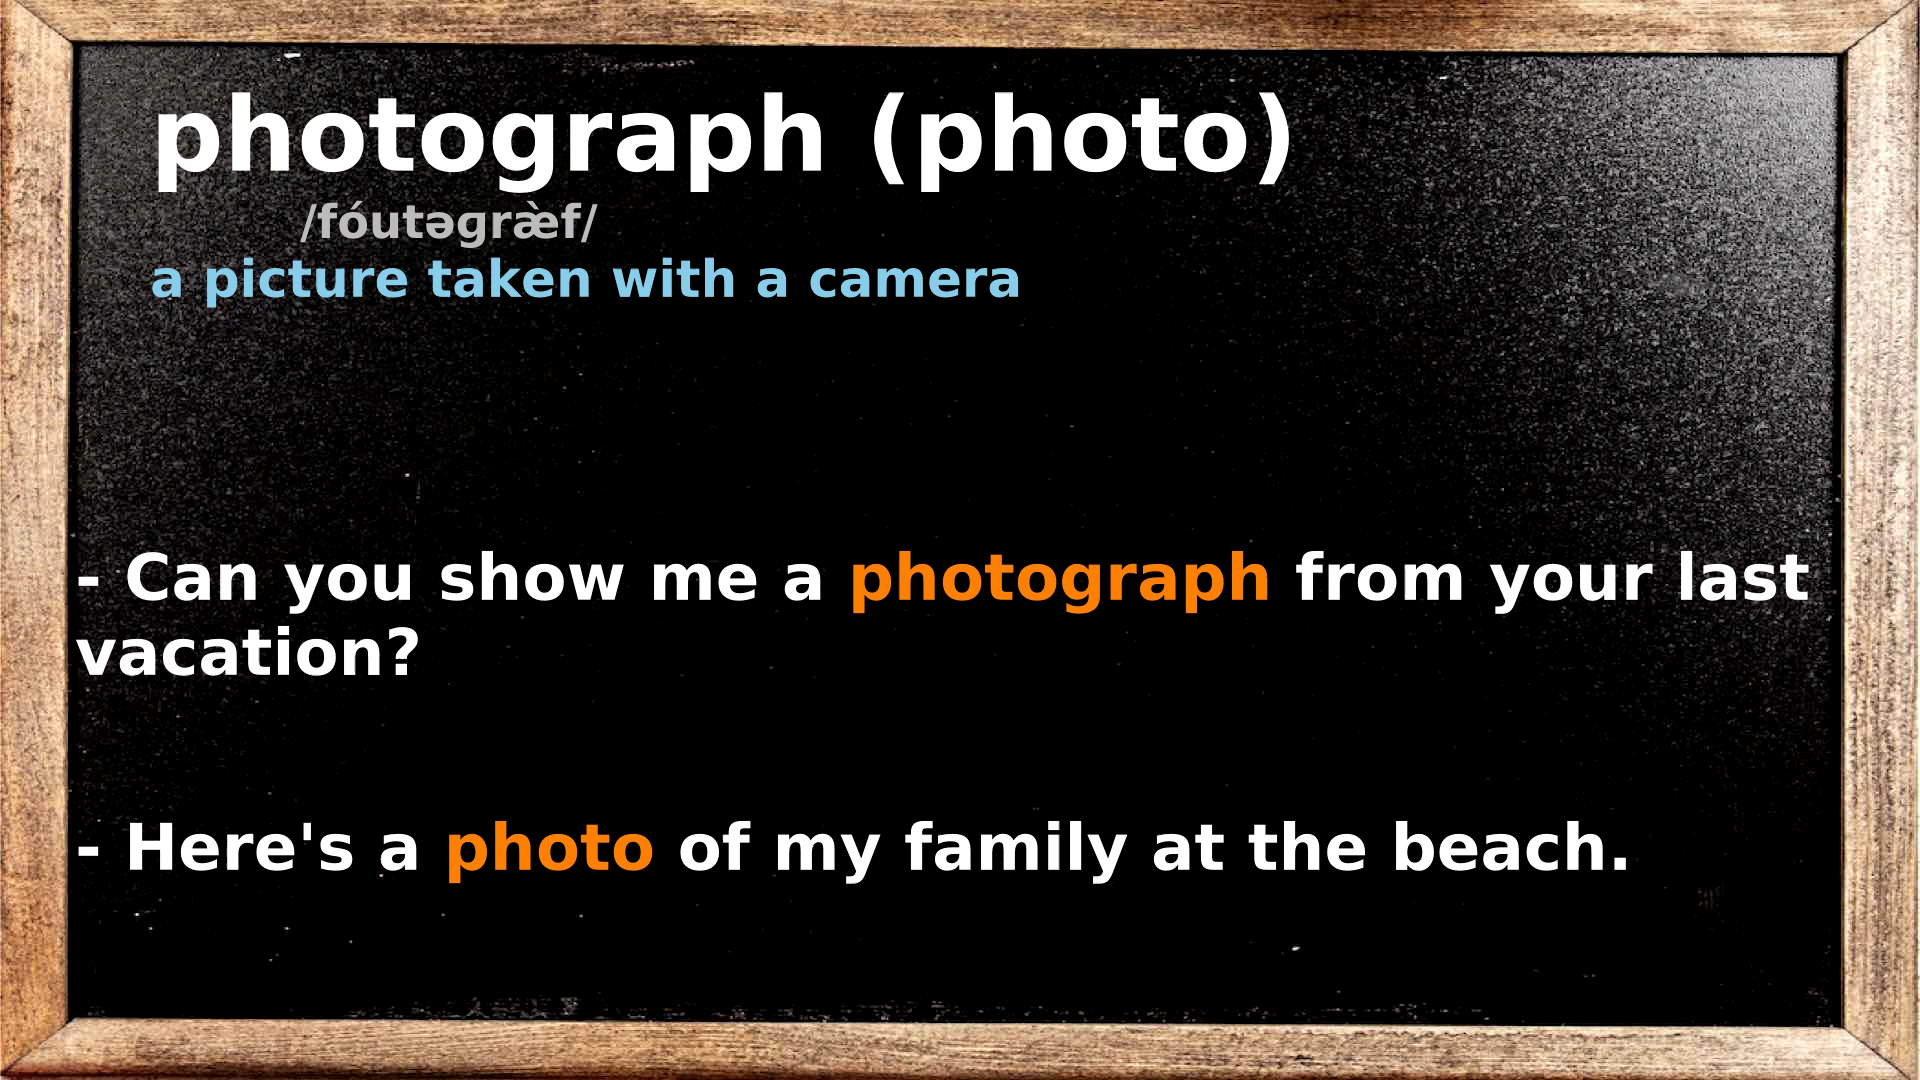 photograph (photo)
/fóutəgræ̀f/
a picture taken with a camera
- Can you show me a photograph from your last
vacation?
- Here's a photo of my family at the beach.